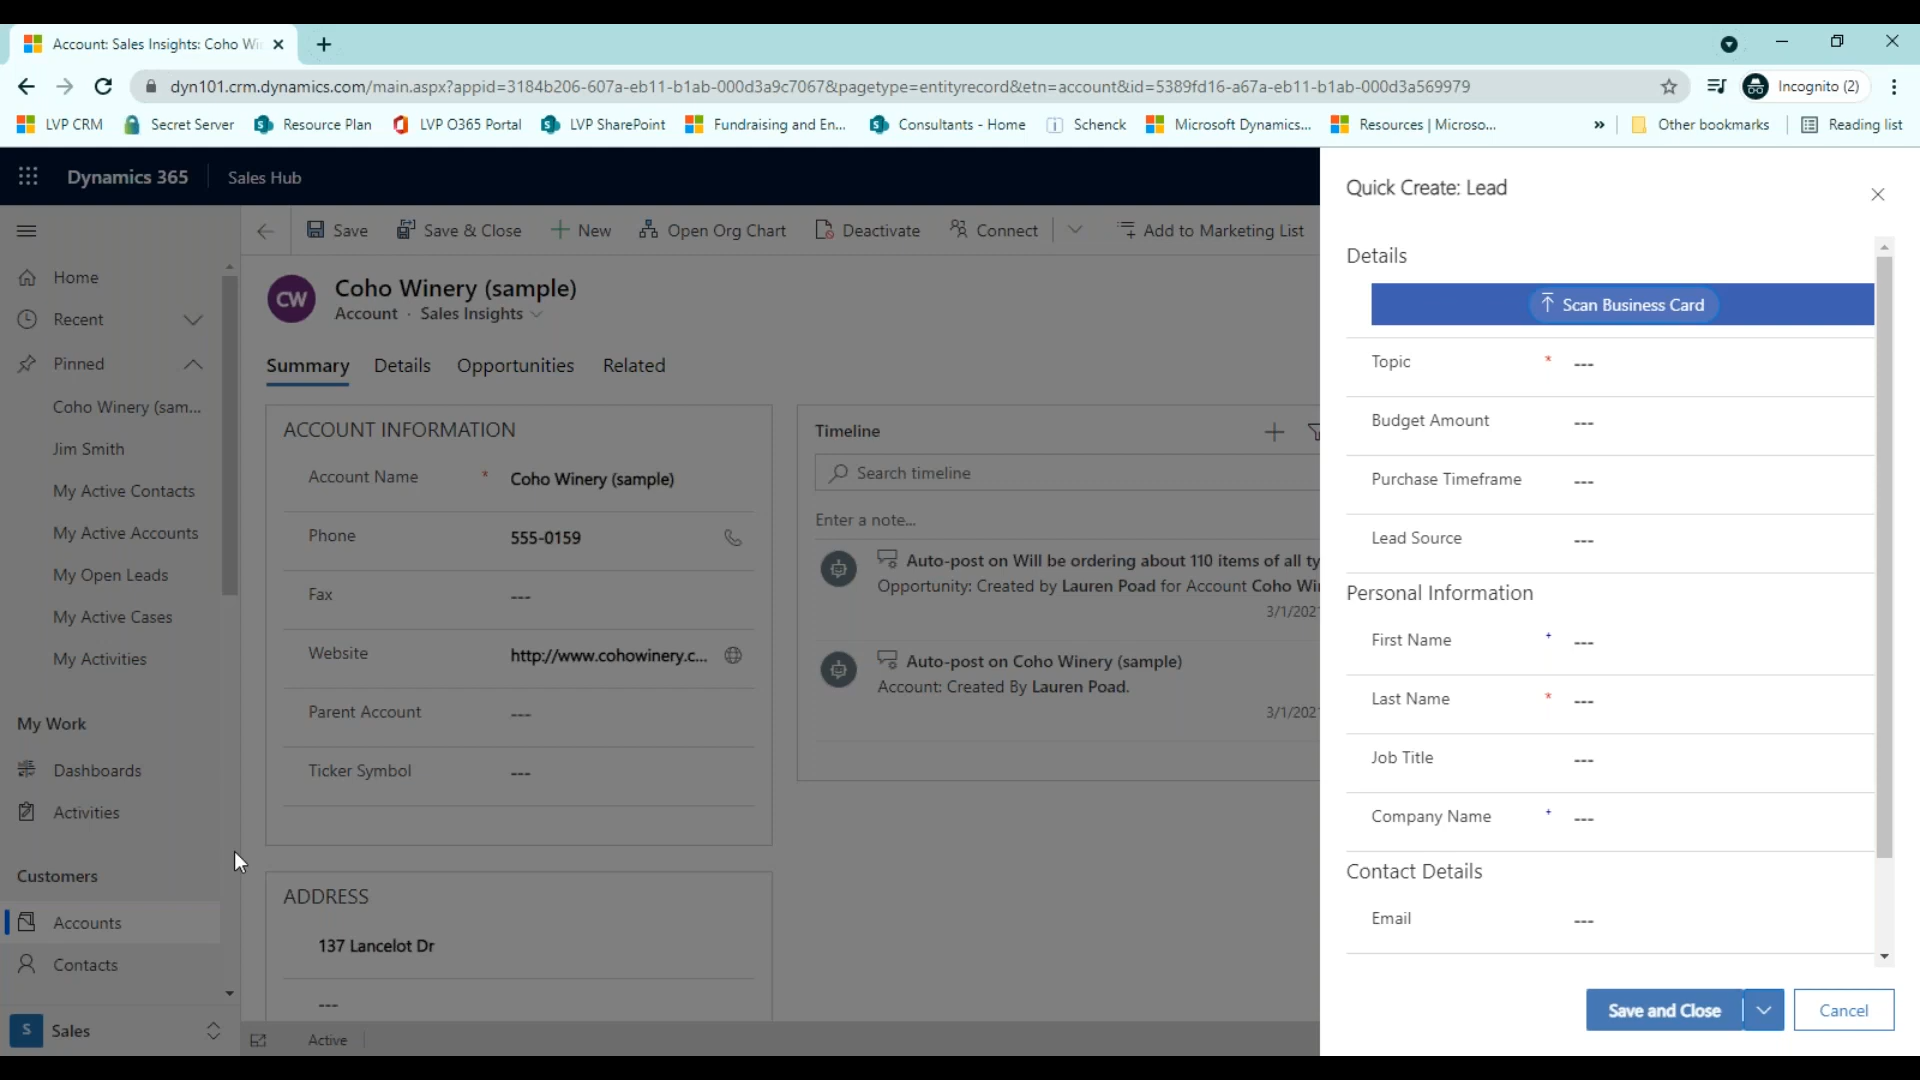 Account: Sales Insights: Coho Wi
dyn101.crm.dynamics.com/main.aspx?appid=3184b206-607a-eb11-b1ab-000d3a9c7067&pagetype=entityrecord&etn=account&id=5389fd16-a67a-eb11-b1ab-000d3a569979
Incognito (2)
LVP CRM Secret Server Resource Plan LVP O365 Portal LVP SharePoint Fundraising and En... Consultants - Home Schenck Microsoft Dynamics... Resources | Microso... » Other bookmarks Reading list
Dynamics 365 Sales Hub
Save Save & Close New Open Org Chart Deactivate Connect Add to Marketing List
Home
Recent
Pinned
Coho Winery (sam...
Jim Smith
My Active Contacts
My Active Accounts
My Open Leads
My Active Cases
My Activities
My Work
Dashboards
Activities
Customers
Accounts
Contacts
S Sales
CW
Coho Winery (sample)
Account · Sales Insights
Summary Details Opportunities Related
ACCOUNT INFORMATION
Account Name * Coho Winery (sample)
Phone 555-0159
Fax ---
Website http://www.cohowinery.c...
Parent Account ---
Ticker Symbol ---
ADDRESS
137 Lancelot Dr
---
Active
Timeline
Search timeline
Enter a note...
Auto-post on Will be ordering about 110 items of all ty
Opportunity: Created by Lauren Poad for Account Coho Wi
3/1/202
Auto-post on Coho Winery (sample)
Account: Created By Lauren Poad.
3/1/202
Quick Create: Lead
Details
Scan Business Card
Topic * ---
Budget Amount ---
Purchase Timeframe ---
Lead Source ---
Personal Information
First Name + ---
Last Name * ---
Job Title ---
Company Name + ---
Contact Details
Email ---
Save and Close Cancel